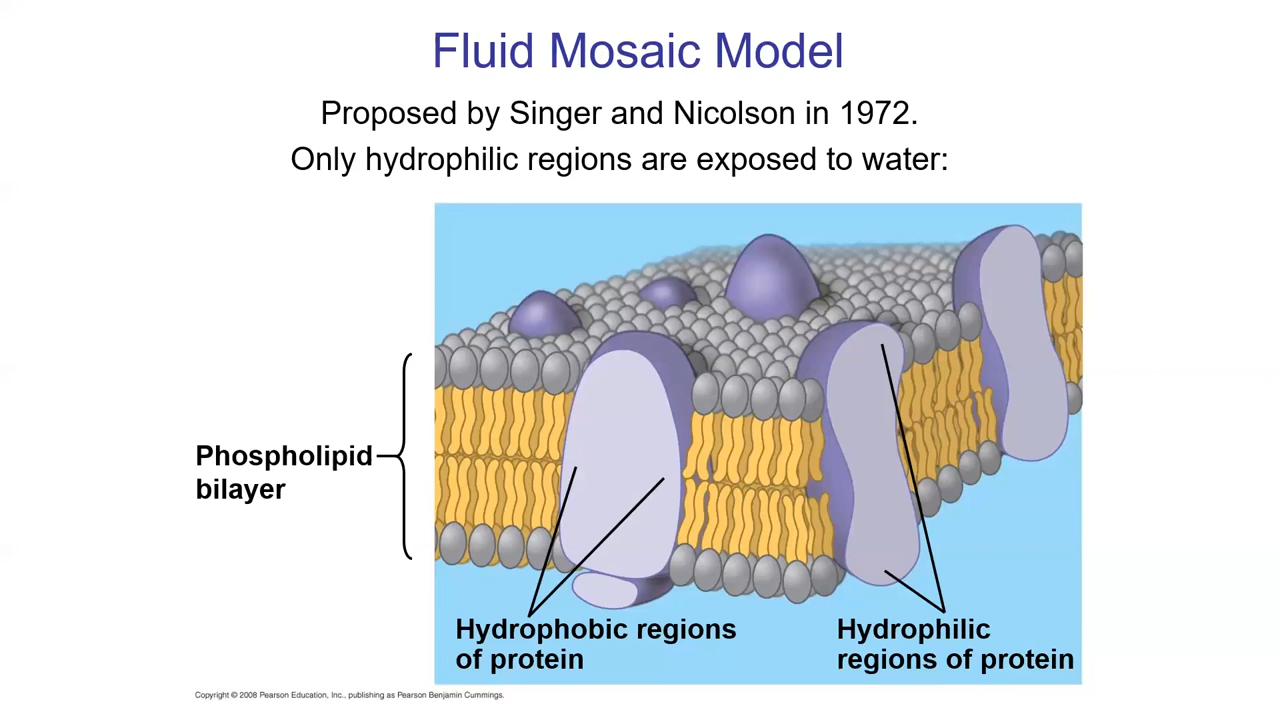 Fluid Mosaic Model
Proposed by Singer and Nicolson in 1972.
Only hydrophilic regions are exposed to water:
Phospholipid
bilayer
Hydrophobic regions
of protein
Hydrophilic
regions of protein
Copyright © 2008 Pearson Education, Inc., publishing as Pearson Benjamin Cummings.